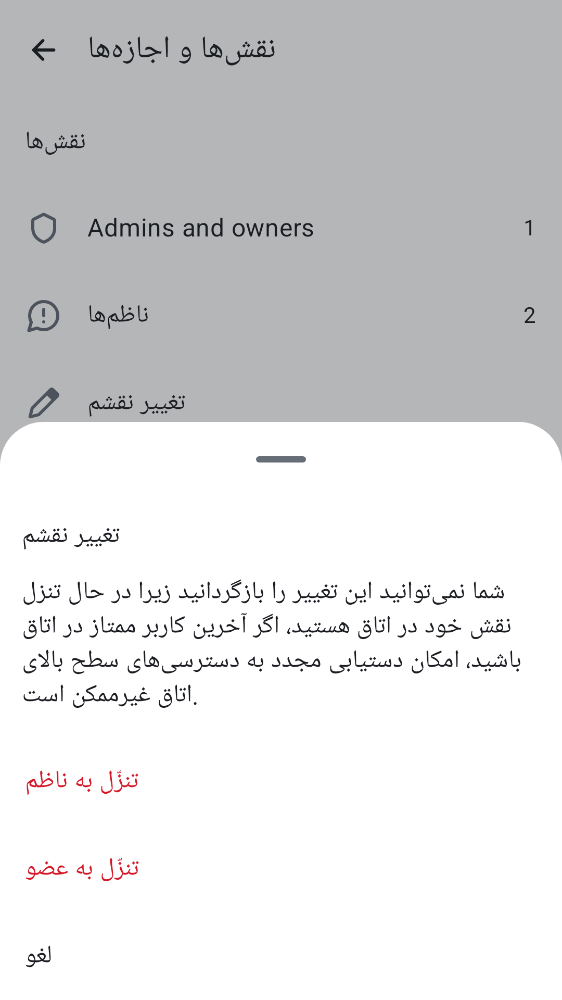 نقش‌ها و اجازه‌ها
نقش‌ها
Admins and owners 1
ناظم‌ها 2
تغییر نقشم
تغییر نقشم
شما نمی‌توانید این تغییر را بازگردانید زیرا در حال تنزل
نقش خود در اتاق هستید، اگر آخرین کاربر ممتاز در اتاق
باشید، امکان دستیابی مجدد به دسترسی‌های سطح بالای
اتاق غیرممکن است.
تنزّل به ناظم
تنزّل به عضو
لغو